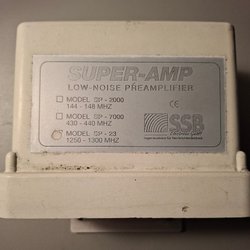 SUPER-AMP
LOW-NOISE PREAMPLIFIER
MODEL SP - 2000
144 - 148 MHZ
MODEL SP - 7000
430 - 440 MHZ
MODEL SP - 23
1250 - 1300 MHZ
CE
SSB